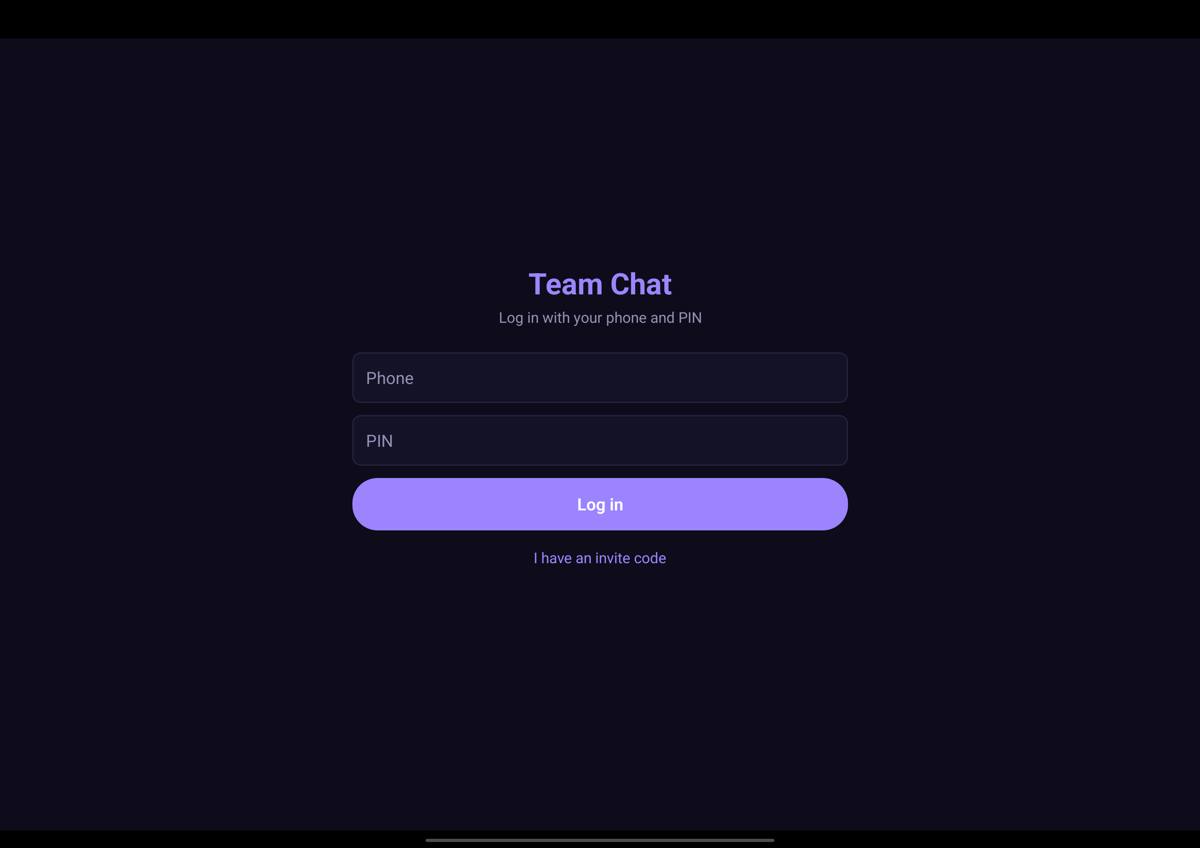 Team Chat
Log in with your phone and PIN
Phone
PIN
Log in
I have an invite code